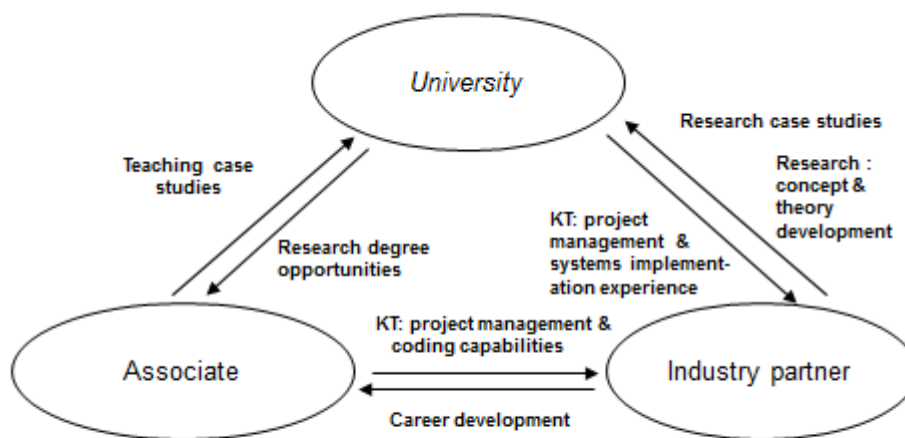 University
Research case studies
Teaching case
studies
Research :
concept &
theory
development
KT: project
management &
systems implement-
ation experience
Research degree
opportunities
KT: project management &
coding capabilities
Associate
Industry partner
Career development